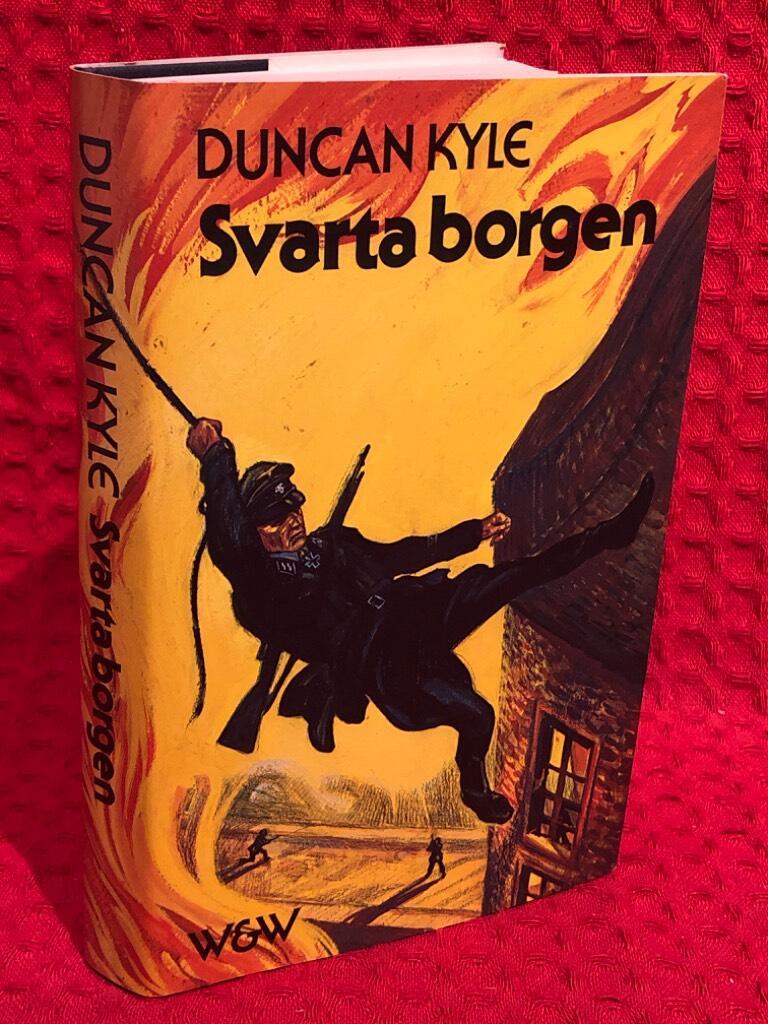 DUNCAN KYLE
Svarta borgen
DUNCAN KYLE Svarta borgen
W&W